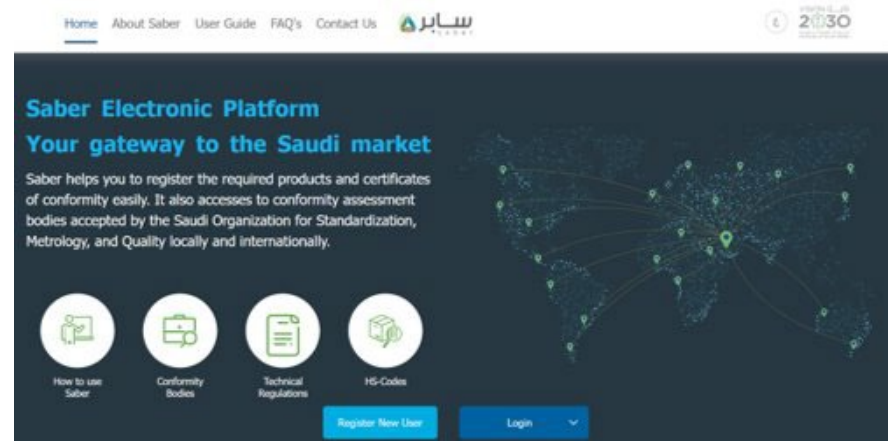 Home About Saber User Guide FAQ's Contact Us سابر SABER 2030
Saber Electronic Platform
Your gateway to the Saudi market
Saber helps you to register the required products and certificates
of conformity easily. It also accesses to conformity assessment
bodies accepted by the Saudi Organization for Standardization,
Metrology, and Quality locally and internationally.
How to use
Saber
Conformity
Bodies
Technical
Regulations
HS-Codes
Register New User Login